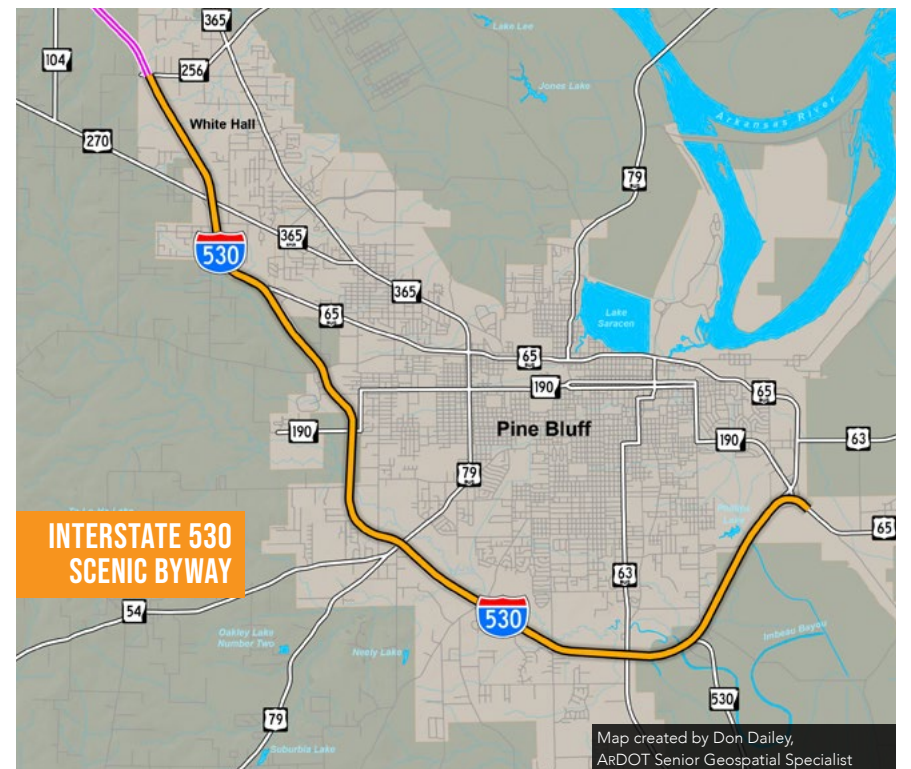 365
Lake Lee
104
256
Jones Lake
White Hall
Arkansas River
270
79
365
530
365
65
Lake
Saracen
65
190
65
Pine Bluff
190
190
63
79
INTERSTATE 530
SCENIC BYWAY
65
63
530
54
Oakley Lake
Number Two
Neely Lake
Imbeau Bayou
530
79
Suburbia Lake
Map created by Don Dailey,
ARDOT Senior Geospatial Specialist